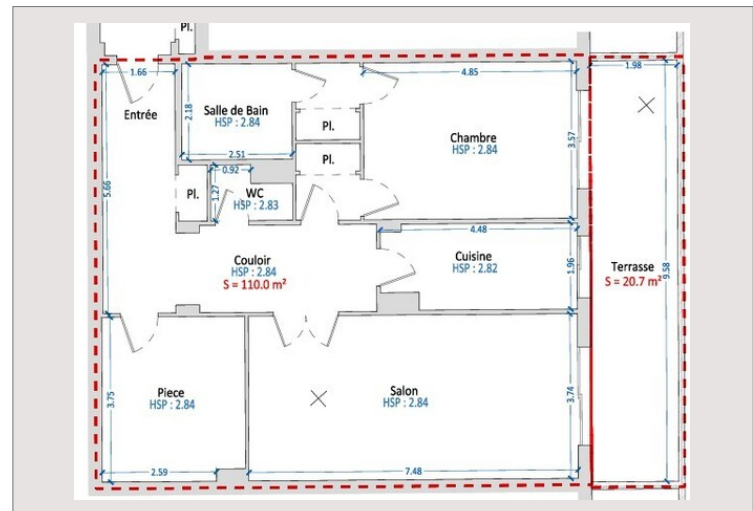 Pl.
1.66
4.85
1.98
Entrée
2.18
Salle de Bain
HSP : 2.84
Pl.
Chambre
HSP : 2.84
3.57
2.51
0.92
Pl.
5.66
Pl.
1.27
WC
HSP : 2.83
4.48
Couloir
HSP : 2.84
S = 110.0 m²
Cuisine
HSP : 2.82
1.96
Terrasse
S = 20.7 m²
9.58
3.75
Piece
HSP : 2.84
Salon
HSP : 2.84
3.74
2.59
7.48